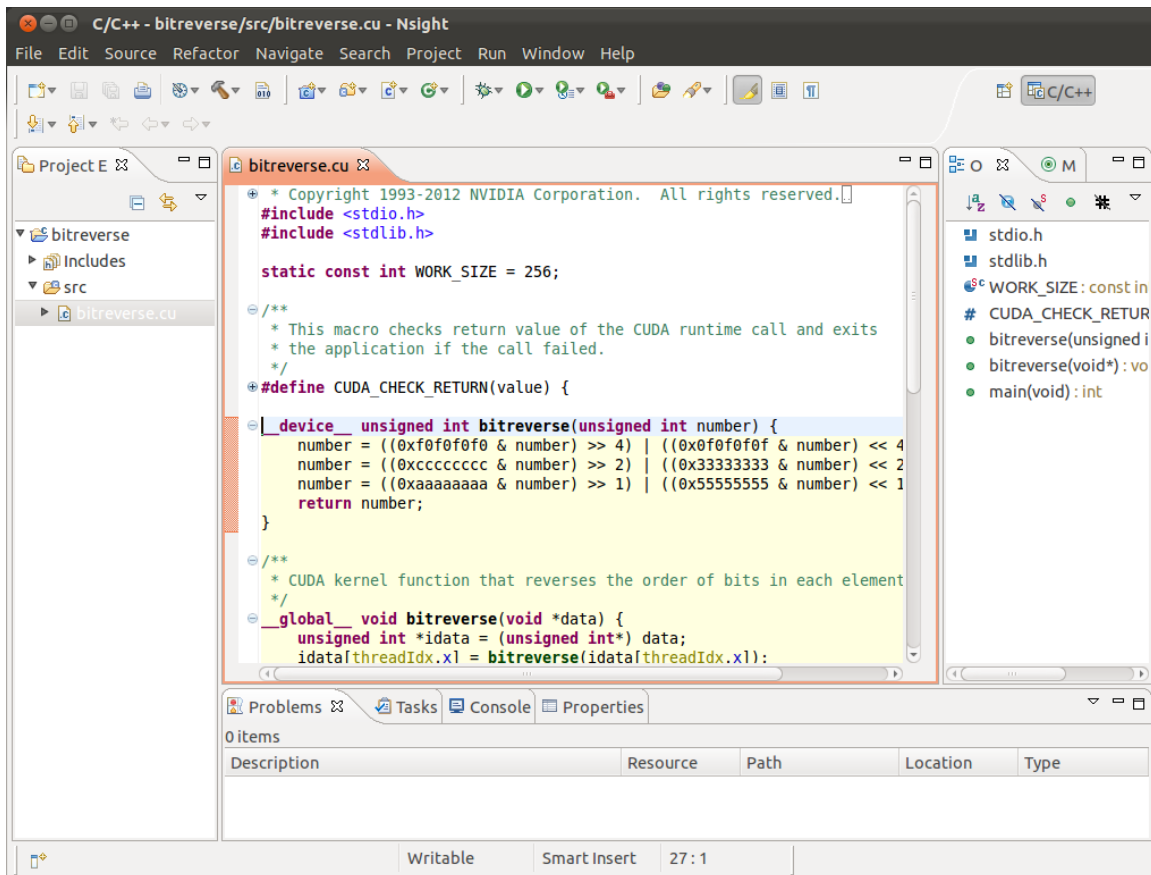 C/C++ - bitreverse/src/bitreverse.cu - Nsight
File Edit Source Refactor Navigate Search Project Run Window Help
C/C++
Project E
bitreverse
Includes
src
bitreverse.cu
bitreverse.cu
* Copyright 1993-2012 NVIDIA Corporation.  All rights reserved.
#include <stdio.h>
#include <stdlib.h>
static const int WORK_SIZE = 256;
/**
* This macro checks return value of the CUDA runtime call and exits
* the application if the call failed.
*/
#define CUDA_CHECK_RETURN(value) {
__device__ unsigned int bitreverse(unsigned int number) {
number = ((0xf0f0f0f0 & number) >> 4) | ((0x0f0f0f0f & number) << 4
number = ((0xcccccccc & number) >> 2) | ((0x33333333 & number) << 2
number = ((0xaaaaaaaa & number) >> 1) | ((0x55555555 & number) << 1
return number;
}
/**
* CUDA kernel function that reverses the order of bits in each element
*/
__global__ void bitreverse(void *data) {
unsigned int *idata = (unsigned int*) data;
idata[threadIdx.x] = bitreverse(idata[threadIdx.x]);
O
M
stdio.h
stdlib.h
WORK_SIZE : const in
# CUDA_CHECK_RETUR
bitreverse(unsigned i
bitreverse(void*) : vo
main(void) : int
Problems Tasks Console Properties
0 items
Description Resource Path Location Type
Writable Smart Insert 27 : 1